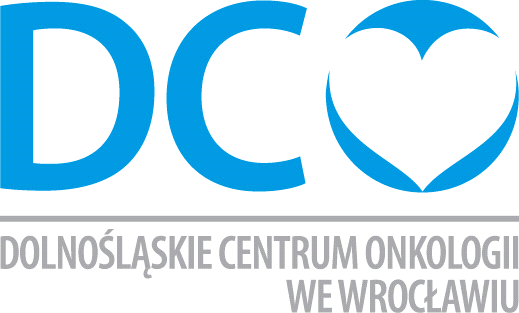 DCO
DOLNOŚLĄSKIE CENTRUM ONKOLOGII
WE WROCŁAWIU